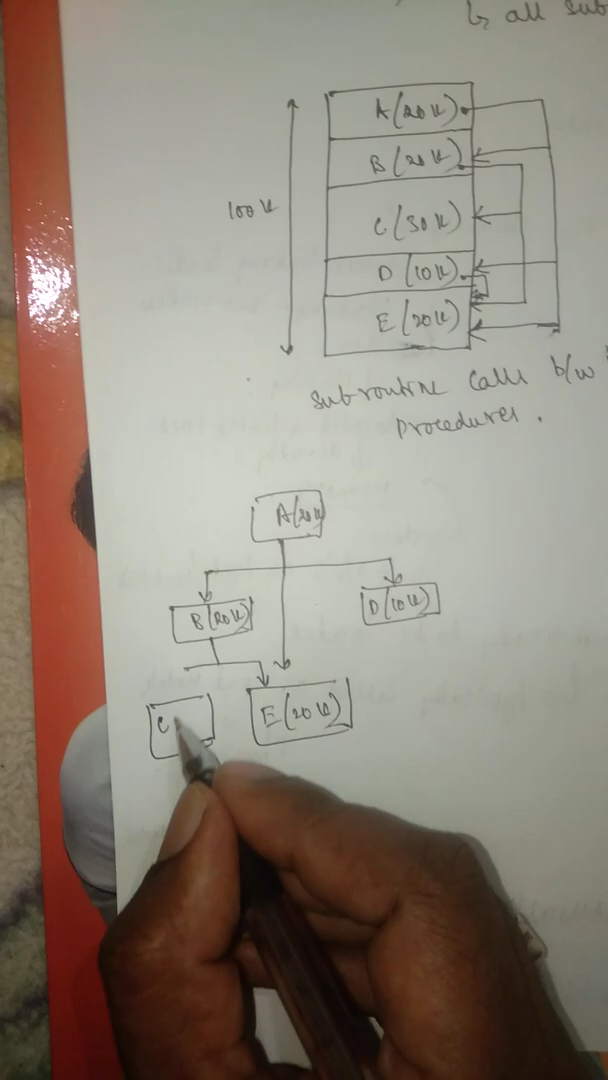 ↳ all sub
A(20K)
B(20K)
100K
C(30K)
D(10K)
E(20K)
Subroutine calls b/w
Procedures.
A(20K)
B(20K)
D(10K)
C
E(20K)